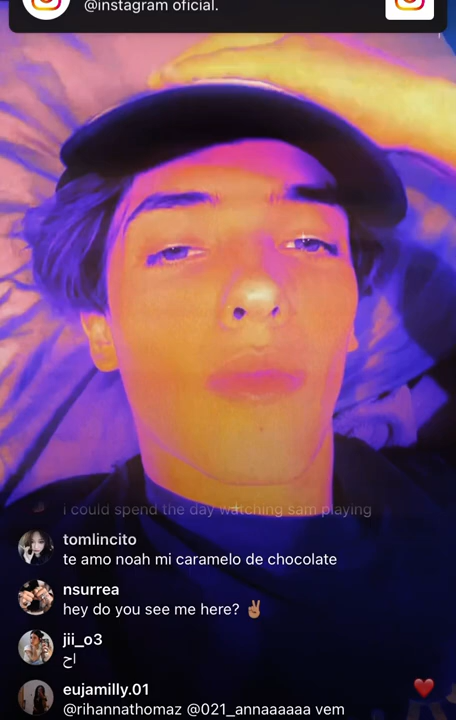 @instagram oficial.
i could spend the day watching sam playing
tomlincito
te amo noah mi caramelo de chocolate
nsurrea
hey do you see me here? ✌🏽
jii_o3
اح
eujamilly.01
@rihannathomaz @021_annaaaaaa vem